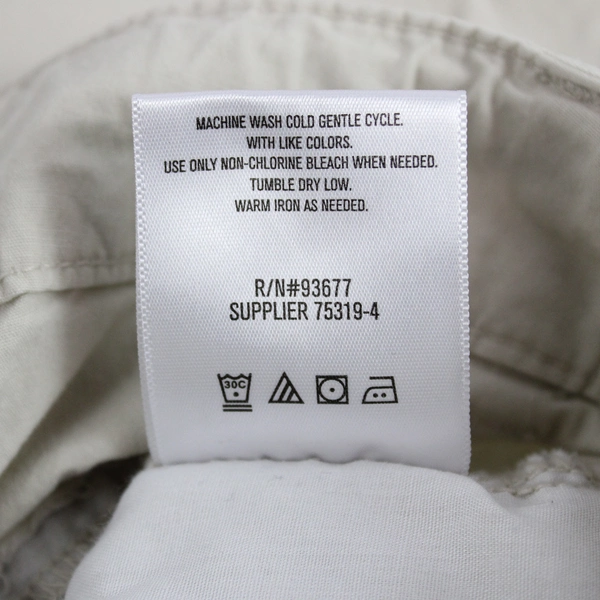 MACHINE WASH COLD GENTLE CYCLE.
WITH LIKE COLORS.
USE ONLY NON-CHLORINE BLEACH WHEN NEEDED.
TUMBLE DRY LOW.
WARM IRON AS NEEDED.
R/N#93677
SUPPLIER 75319-4
30C